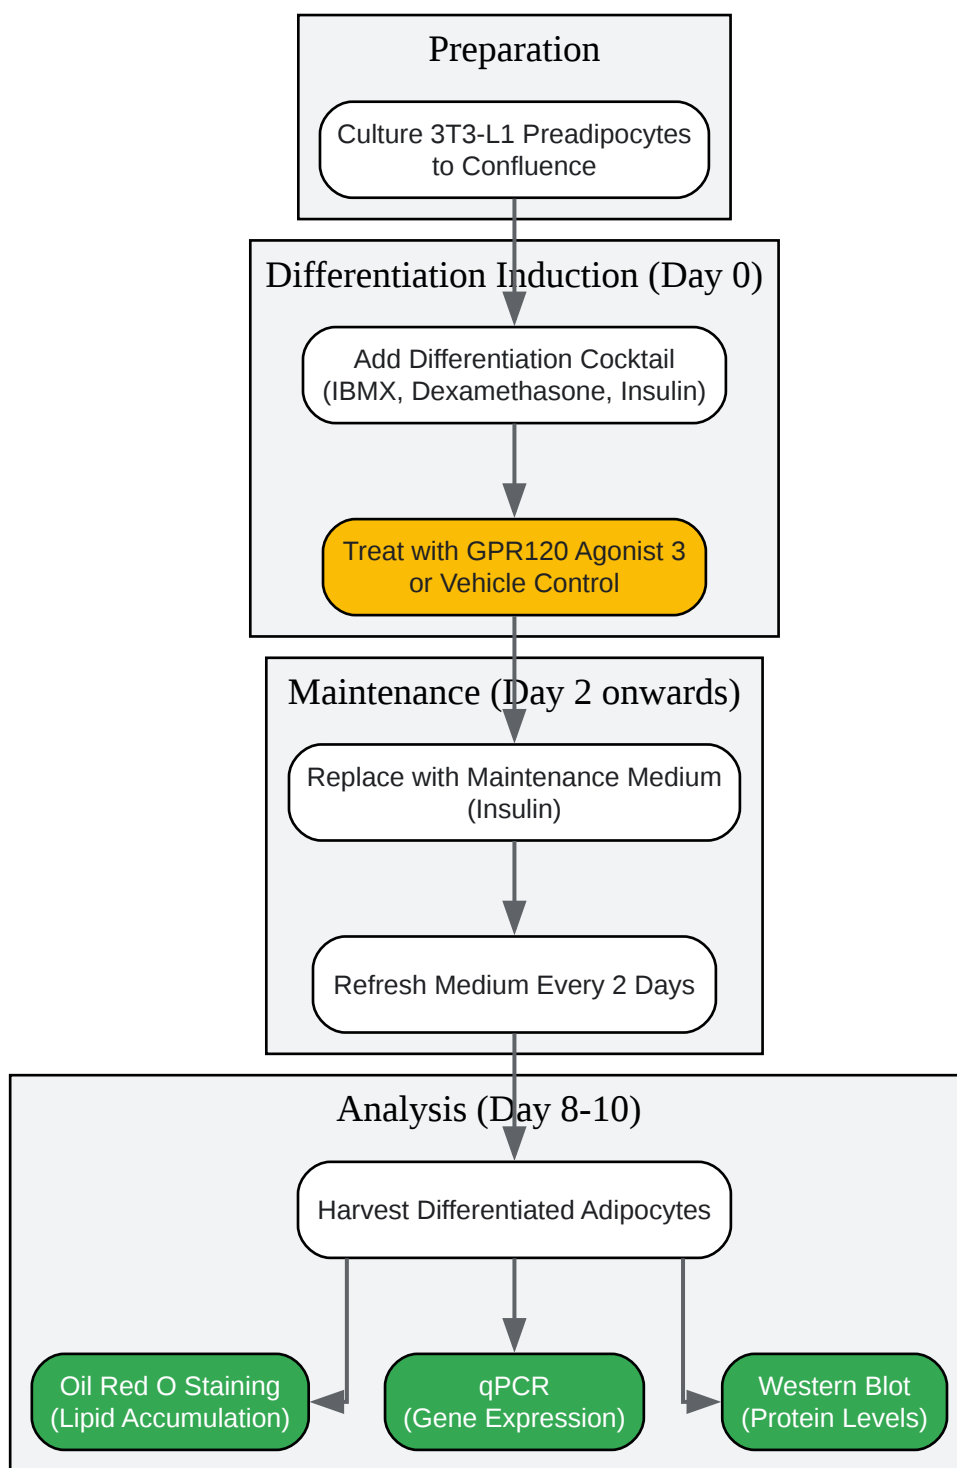 Preparation
Culture 3T3-L1 Preadipocytes
to Confluence
Differentiation Induction (Day 0)
Add Differentiation Cocktail
(IBMX, Dexamethasone, Insulin)
Treat with GPR120 Agonist 3
or Vehicle Control
Maintenance (Day 2 onwards)
Replace with Maintenance Medium
(Insulin)
Refresh Medium Every 2 Days
Analysis (Day 8-10)
Harvest Differentiated Adipocytes
Oil Red O Staining
(Lipid Accumulation)
qPCR
(Gene Expression)
Western Blot
(Protein Levels)